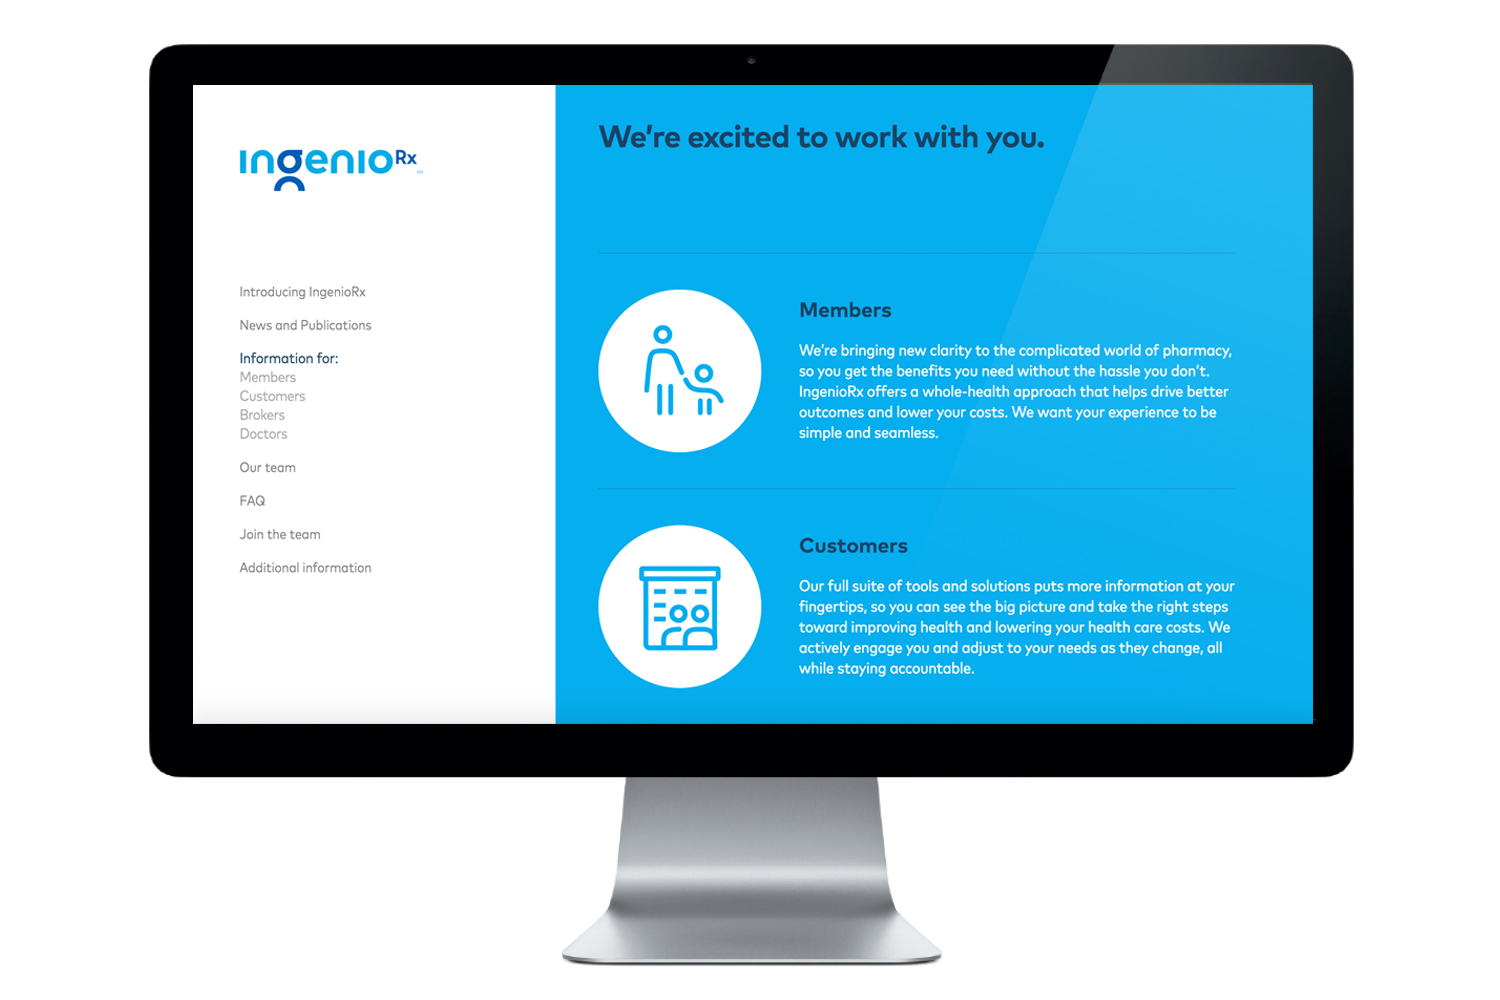 ingenioRx ™
Introducing IngenioRx
News and Publications
Information for:
Members
Customers
Brokers
Doctors
Our team
FAQ
Join the team
Additional information
We're excited to work with you.
Members
We're bringing new clarity to the complicated world of pharmacy,
so you get the benefits you need without the hassle you don't.
IngenioRx offers a whole-health approach that helps drive better
outcomes and lower your costs. We want your experience to be
simple and seamless.
Customers
Our full suite of tools and solutions puts more information at your
fingertips, so you can see the big picture and take the right steps
toward improving health and lowering your health care costs. We
actively engage you and adjust to your needs as they change, all
while staying accountable.